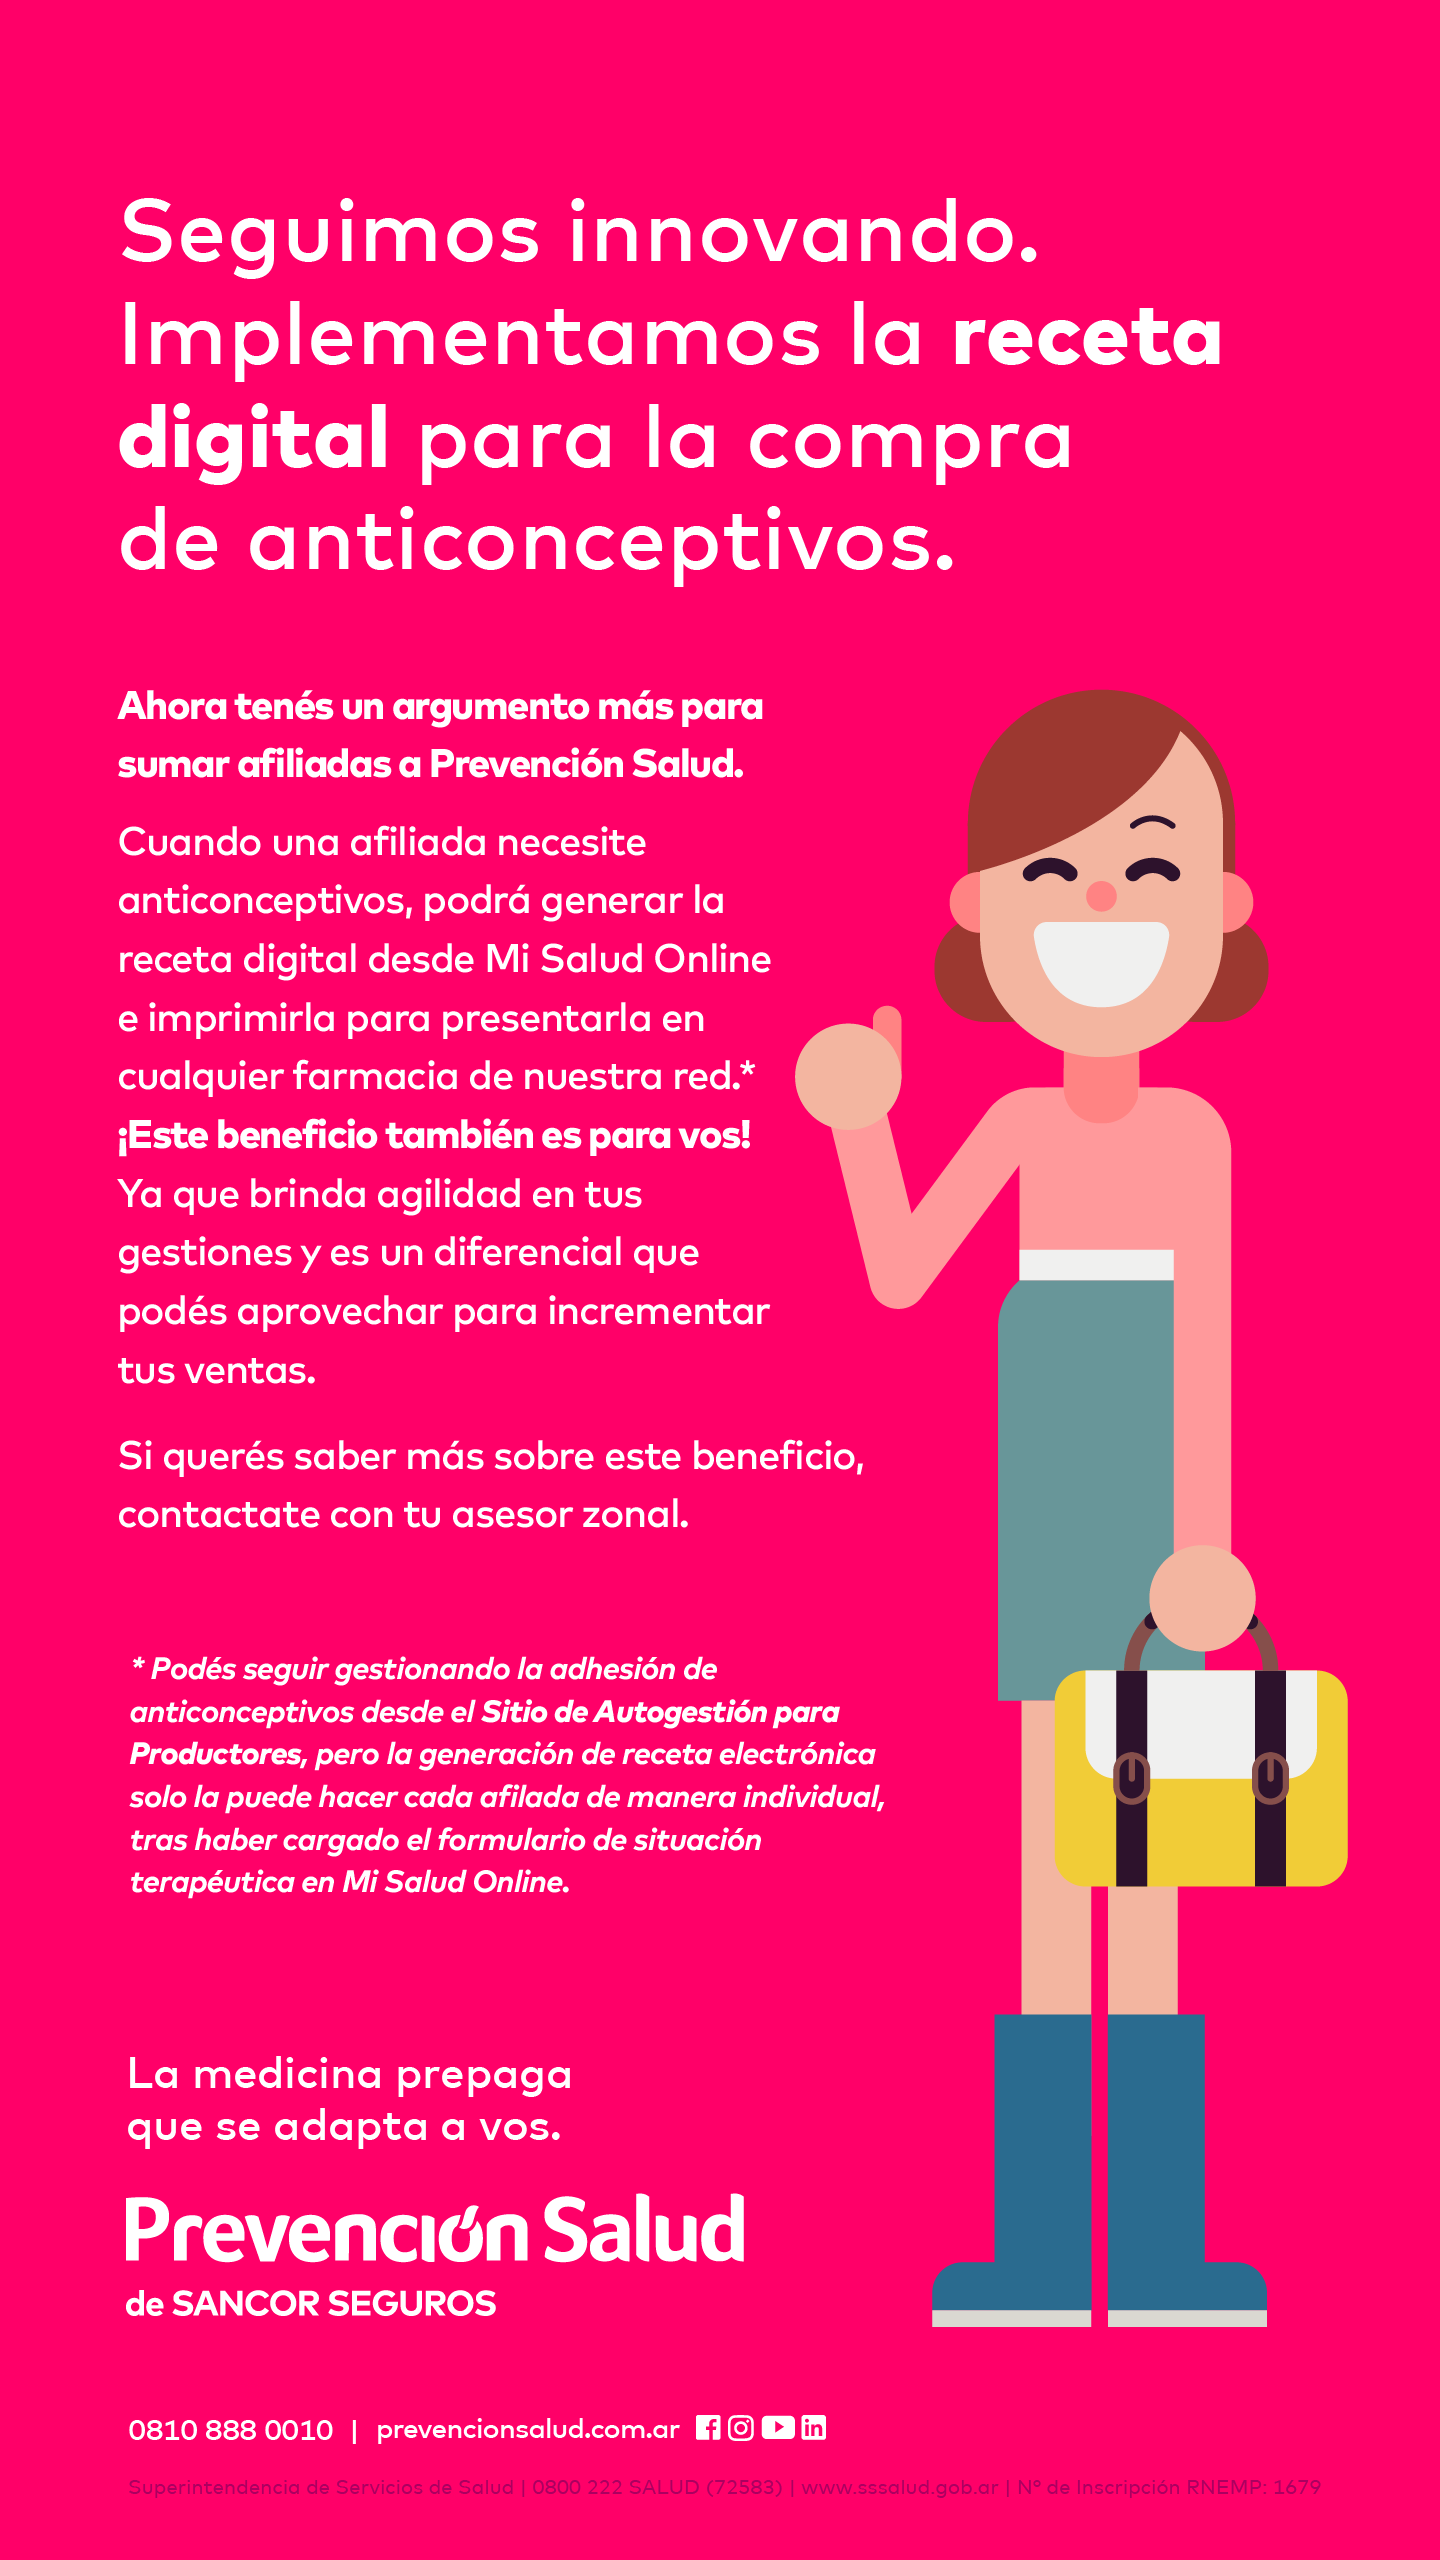 Seguimos innovando.
Implementamos la receta
digital para la compra
de anticonceptivos.
Ahora tenés un argumento más para
sumar afiliadas a Prevención Salud.
Cuando una afiliada necesite
anticonceptivos, podrá generar la
receta digital desde Mi Salud Online
e imprimirla para presentarla en
cualquier farmacia de nuestra red.*
¡Este beneficio también es para vos!
Ya que brinda agilidad en tus
gestiones y es un diferencial que
podés aprovechar para incrementar
tus ventas.
Si querés saber más sobre este beneficio,
contactate con tu asesor zonal.
* Podés seguir gestionando la adhesión de
anticonceptivos desde el Sitio de Autogestión para
Productores, pero la generación de receta electrónica
solo la puede hacer cada afilada de manera individual,
tras haber cargado el formulario de situación
terapéutica en Mi Salud Online.
La medicina prepaga
que se adapta a vos.
Prevención Salud
de SANCOR SEGUROS
0810 888 0010 | prevencionsalud.com.ar
Superintendencia de Servicios de Salud | 0800 222 SALUD (72583) | www.sssalud.gob.ar | N° de Inscripción RNEMP: 1679